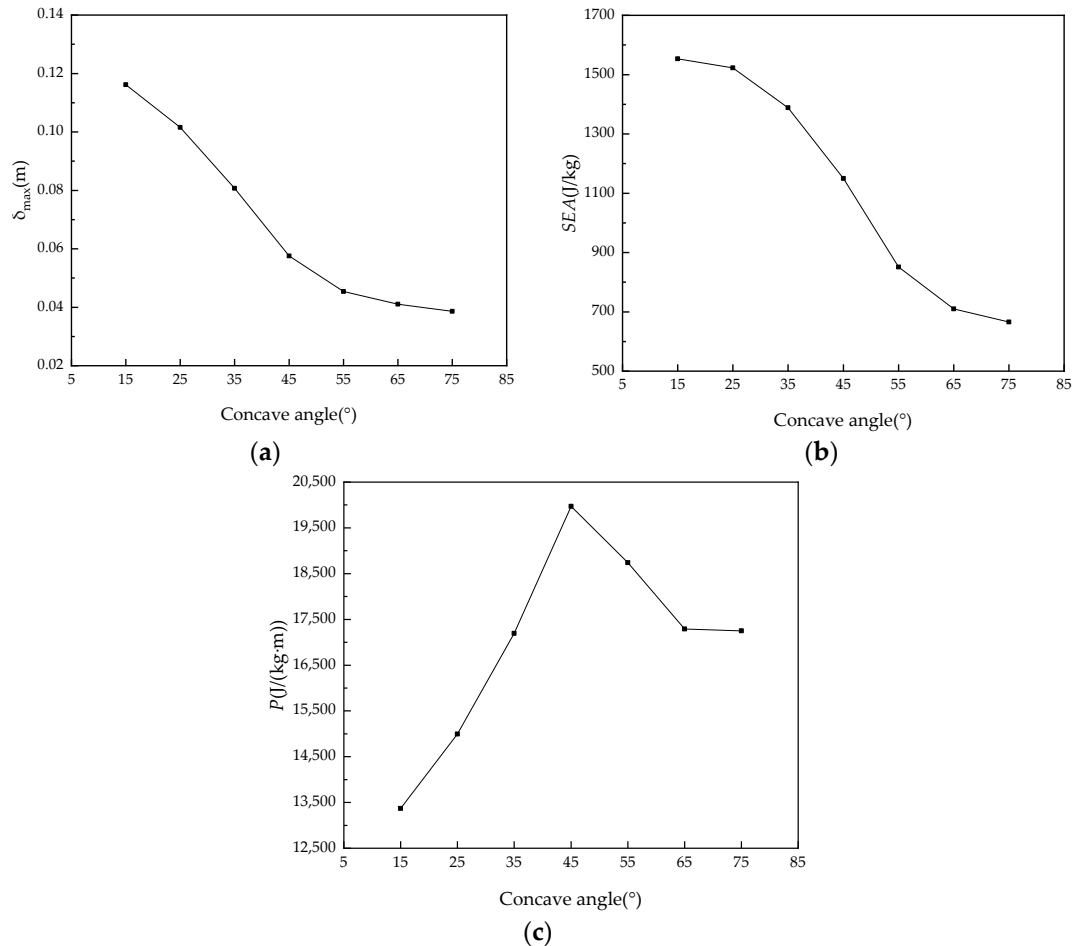 0.14
0.12
0.10
0.08
0.06
0.04
0.02
δmax(m)
5 15 25 35 45 55 65 75 85
Concave angle(°)
(a)
1700
1500
1300
1100
900
700
500
SEA(J/kg)
5 15 25 35 45 55 65 75 85
Concave angle(°)
(b)
20,500
19,500
18,500
17,500
16,500
15,500
14,500
13,500
12,500
P(J/(kg·m))
5 15 25 35 45 55 65 75 85
Concave angle(°)
(c)